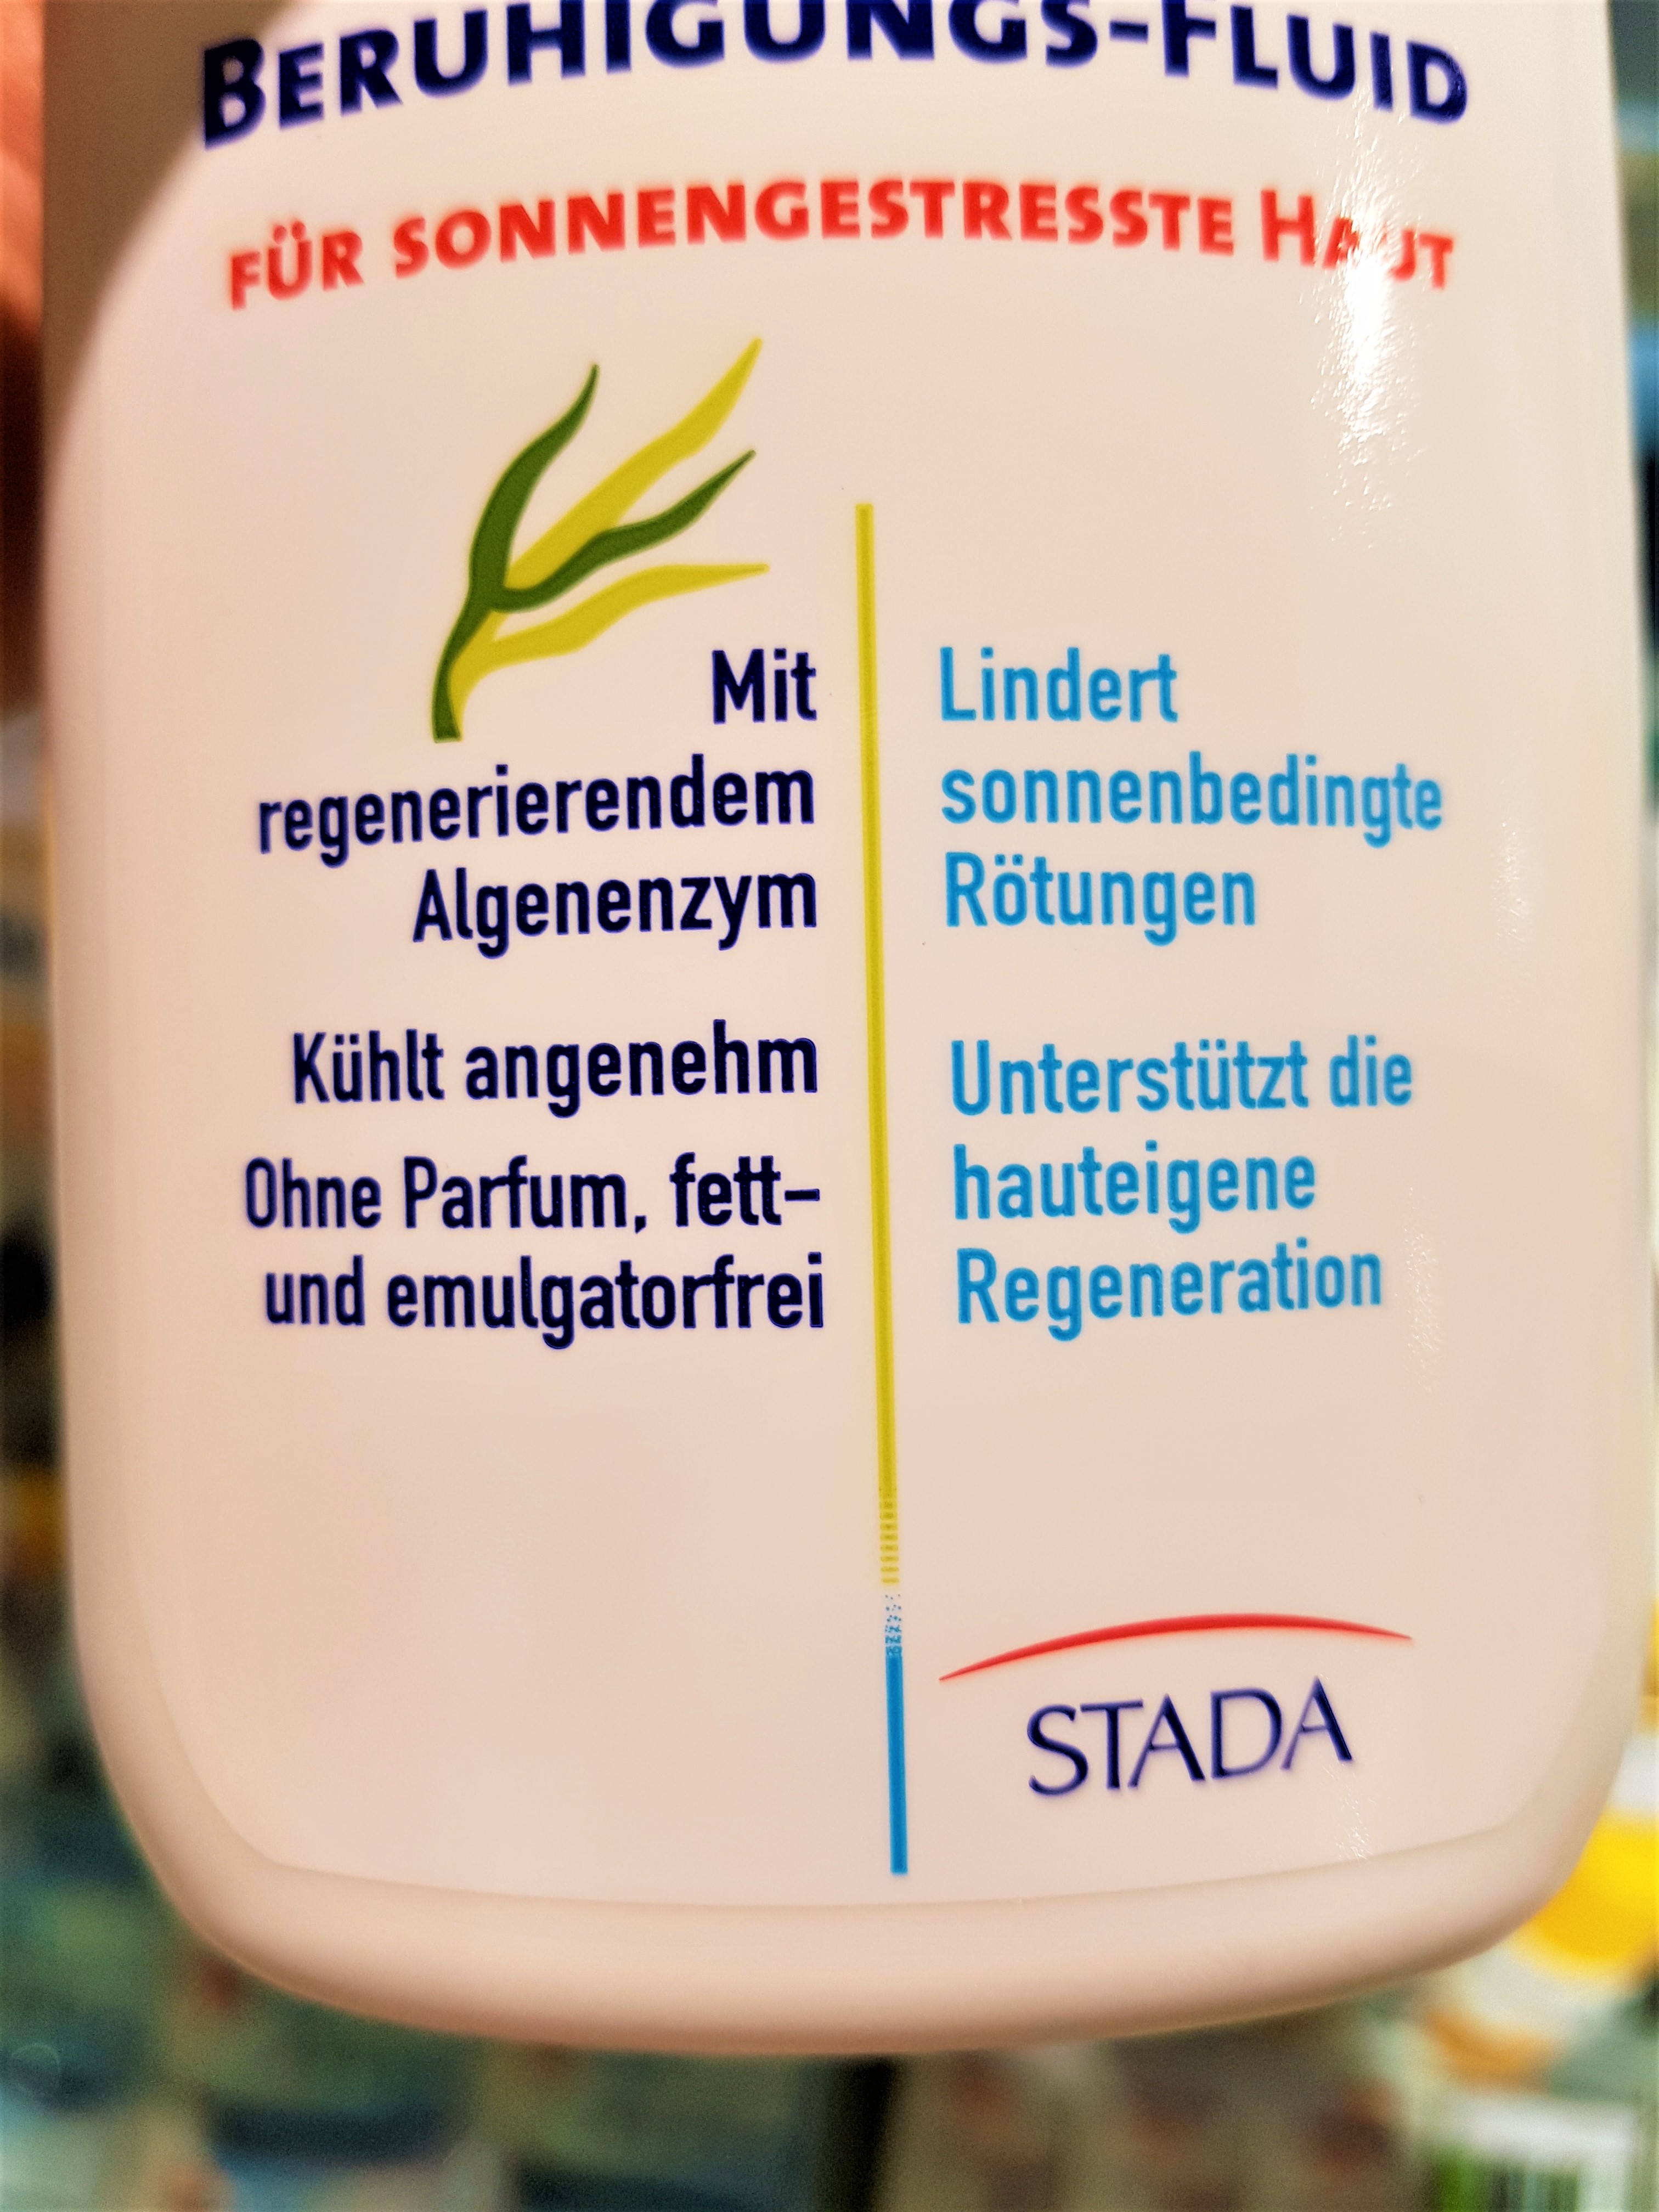 BERUHIGUNGS-FLUID
FÜR SONNENGESTRESSTE HAUT
Mit
regenerierendem
Algenenzym
Kühlt angenehm
Ohne Parfum, fett-
und emulgatorfrei
Lindert
sonnenbedingte
Rötungen
Unterstützt die
hauteigene
Regeneration
STADA